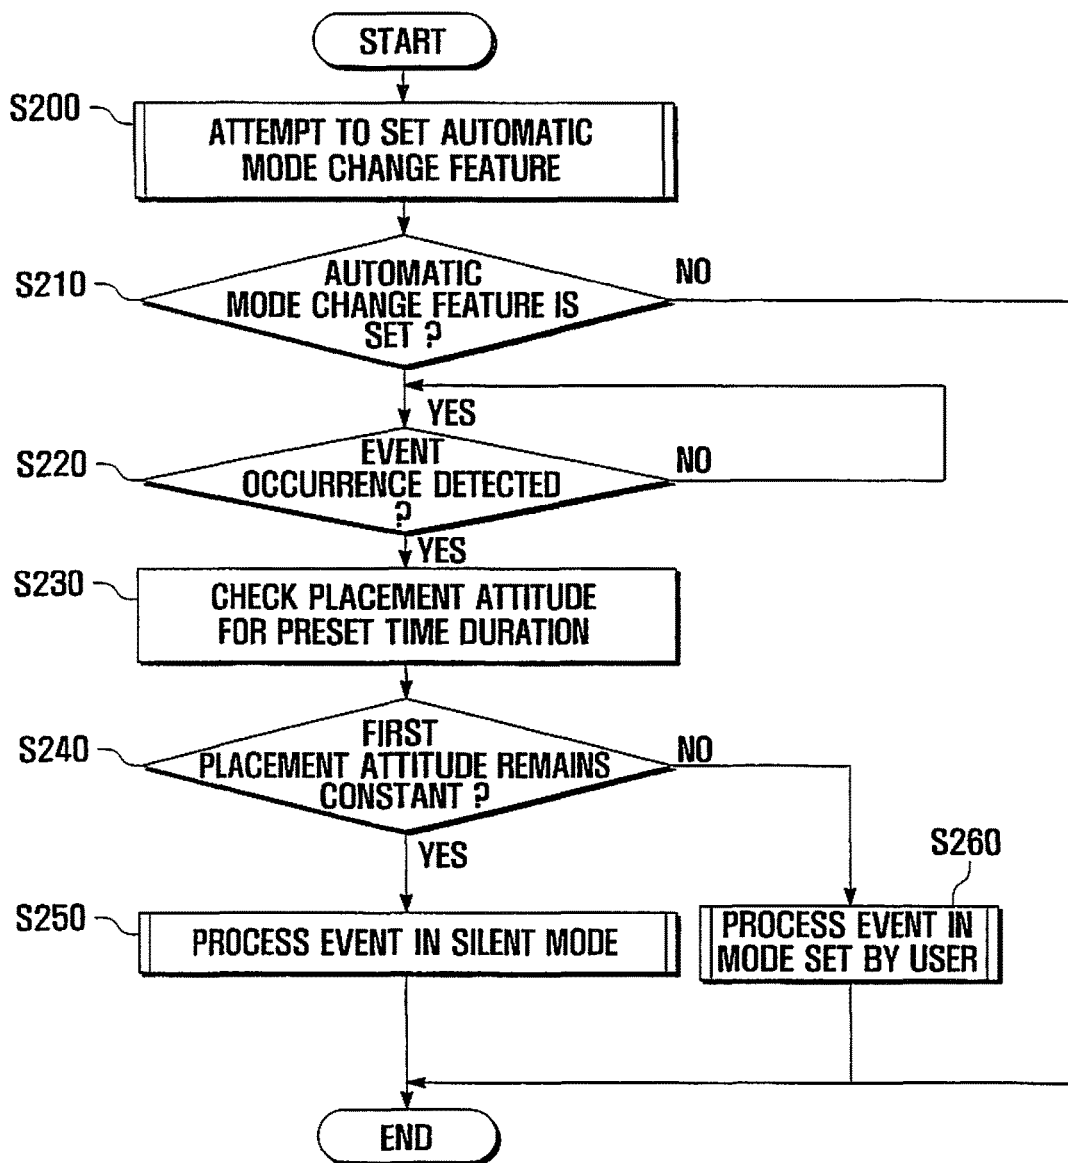 START
S200
ATTEMPT TO SET AUTOMATIC
MODE CHANGE FEATURE
S210
AUTOMATIC
MODE CHANGE FEATURE IS
SET ?
NO
YES
S220
EVENT
OCCURRENCE DETECTED
?
NO
YES
S230
CHECK PLACEMENT ATTITUDE
FOR PRESET TIME DURATION
S240
FIRST
PLACEMENT ATTITUDE REMAINS
CONSTANT ?
NO
YES
S260
S250
PROCESS EVENT IN SILENT MODE
PROCESS EVENT IN
MODE SET BY USER
END